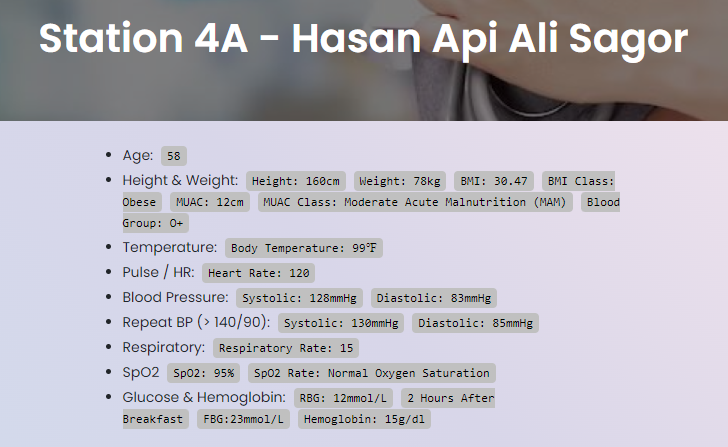 Station 4A - Hasan Api Ali Sagor
Age: 58
Height & Weight: Height: 160cm Weight: 78kg BMI: 30.47 BMI Class:
Obese MUAC: 12cm MUAC Class: Moderate Acute Malnutrition (MAM) Blood
Group: O+
Temperature: Body Temperature: 99℉
Pulse / HR: Heart Rate: 120
Blood Pressure: Systolic: 128mmHg Diastolic: 83mmHg
Repeat BP (> 140/90): Systolic: 130mmHg Diastolic: 85mmHg
Respiratory: Respiratory Rate: 15
SpO2 SpO2: 95% SpO2 Rate: Normal Oxygen Saturation
Glucose & Hemoglobin: RBG: 12mmol/L 2 Hours After
Breakfast FBG:23mmol/L Hemoglobin: 15g/dl